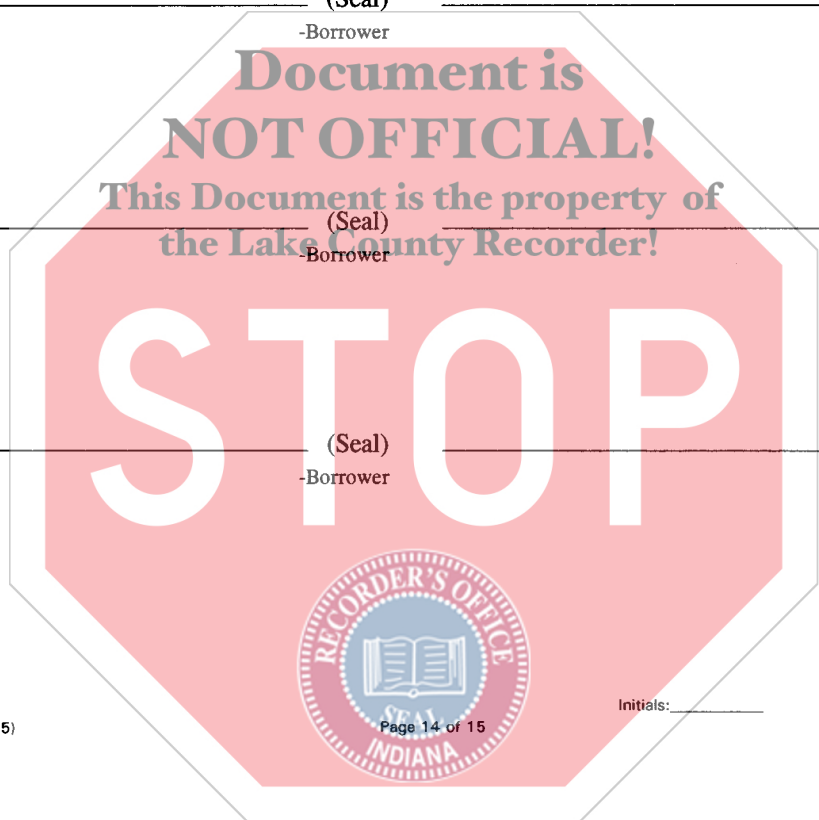 (Seal)
-Borrower
Document is
NOT OFFICIAL!
This Document is the property of
the Lake County Recorder!
(Seal)
-Borrower
STOP
(Seal)
-Borrower
RECORDER'S OFFICE
SEAL
INDIANA
Initials:
5)
Page 14 of 15